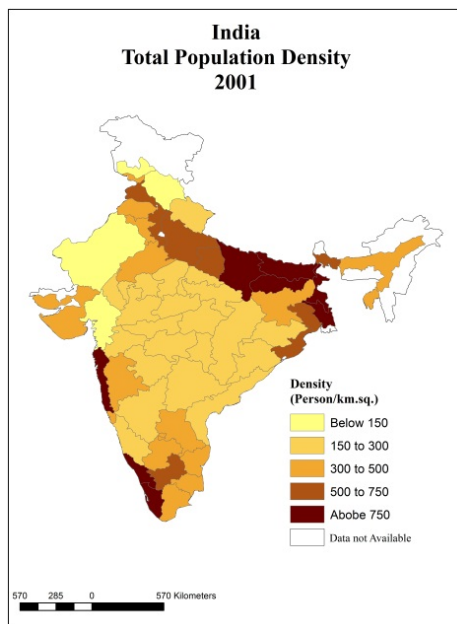 India
Total Population Density
2001
Density
(Person/km.sq.)
Below 150
150 to 300
300 to 500
500 to 750
Abobe 750
Data not Available
570 285 0 570 Kilometers